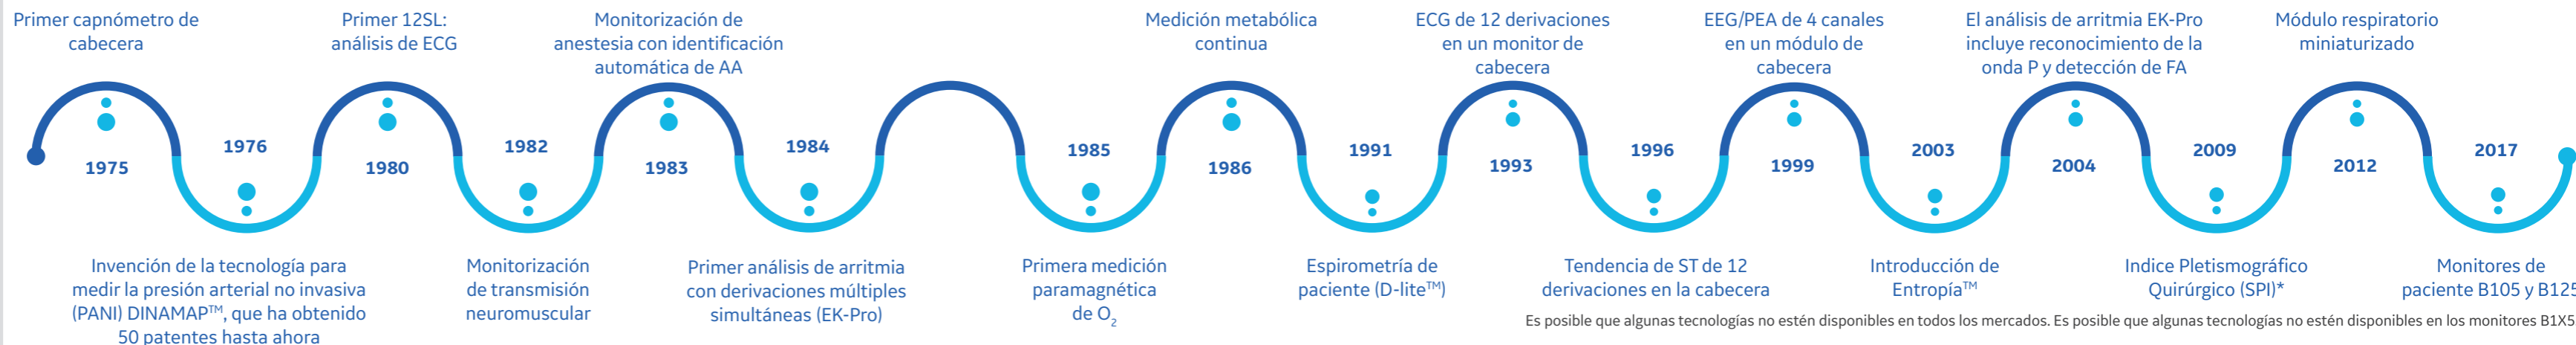 Primer capnómetro de
cabecera
1975
1976
Invención de la tecnología para
medir la presión arterial no invasiva
(PANI) DINAMAP™, que ha obtenido
50 patentes hasta ahora
Primer 12SL:
análisis de ECG
1980
1982
Monitorización
de transmisión
neuromuscular
Monitorización de
anestesia con identificación
automática de AA
1983
1984
Primer análisis de arritmia
con derivaciones múltiples
simultáneas (EK-Pro)
1985
Primera medición
paramagnética
de O₂
Medición metabólica
continua
1986
1991
Espirometría de
paciente (D-lite™)
ECG de 12 derivaciones
en un monitor de
cabecera
1993
1996
Tendencia de ST de 12
derivaciones en la cabecera
EEG/PEA de 4 canales
en un módulo de
cabecera
1999
2003
Introducción de
Entropía™
El análisis de arritmia EK-Pro
incluye reconocimiento de la
onda P y detección de FA
2004
2009
Indice Pletismográfico
Quirúrgico (SPI)*
Módulo respiratorio
miniaturizado
2012
2017
Monitores de
paciente B105 y B125
Es posible que algunas tecnologías no estén disponibles en todos los mercados. Es posible que algunas tecnologías no estén disponibles en los monitores B1X5